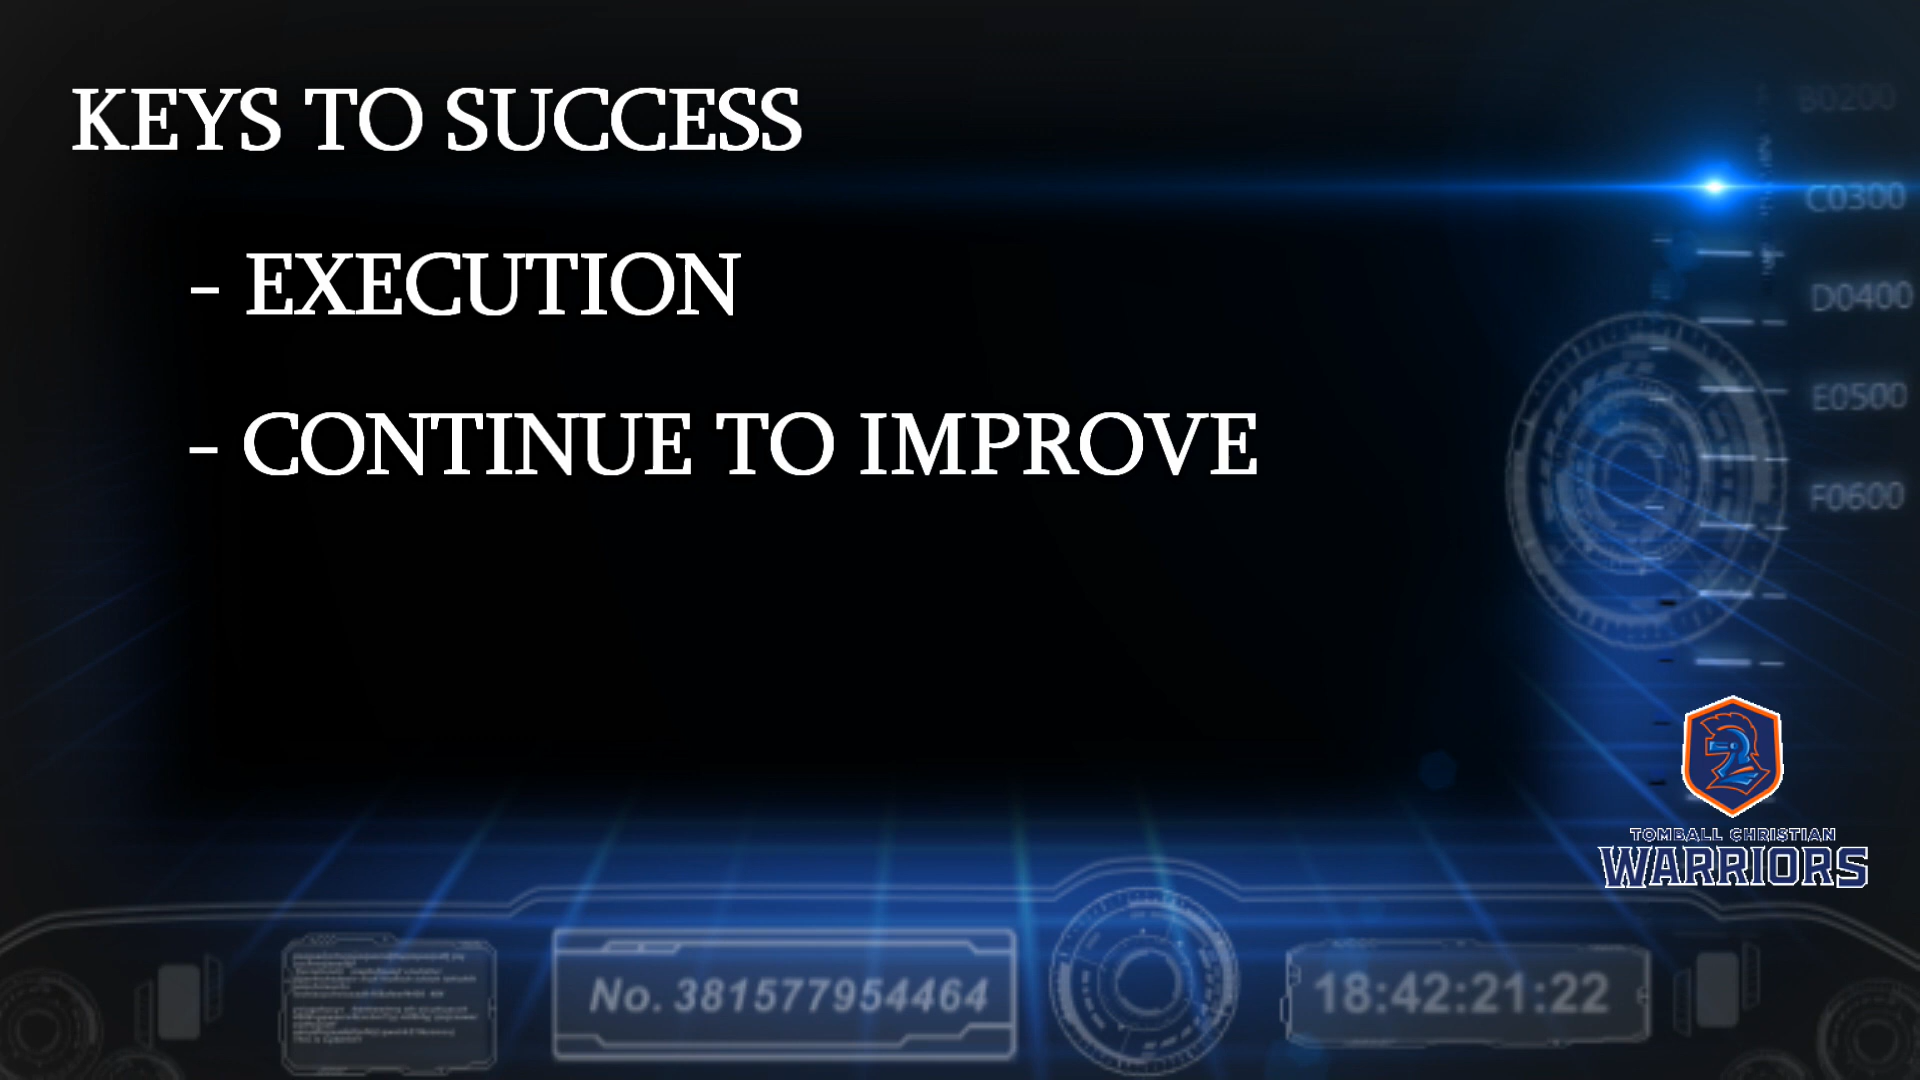 KEYS TO SUCCESS
- EXECUTION
- CONTINUE TO IMPROVE
B0200
C0300
D0400
E0500
F0600
TOMBALL CHRISTIAN
WARRIORS
No. 381577954464
18:42:21:22